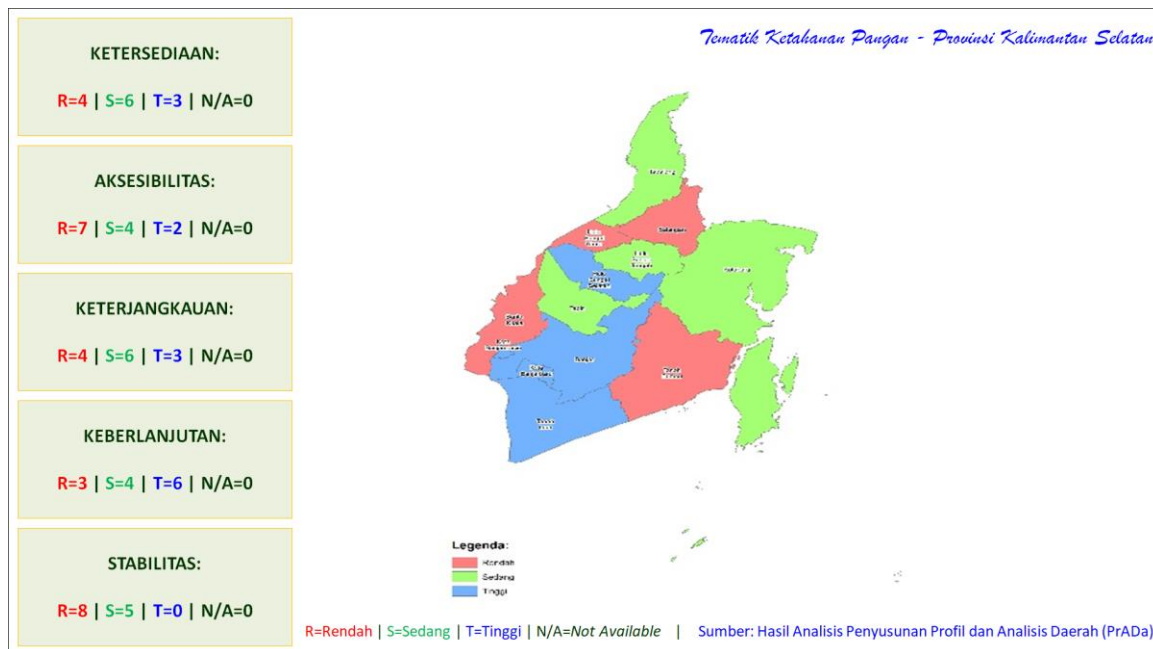 Tematik Ketahanan Pangan - Provinsi Kalimantan Selatan
KETERSEDIAAN:
R=4 | S=6 | T=3 | N/A=0
AKSESIBILITAS:
R=7 | S=4 | T=2 | N/A=0
KETERJANGKAUAN:
R=4 | S=6 | T=3 | N/A=0
KEBERLANJUTAN:
R=3 | S=4 | T=6 | N/A=0
STABILITAS:
R=8 | S=5 | T=0 | N/A=0
Legenda:
Rendah
Sedang
Tinggi
R=Rendah | S=Sedang | T=Tinggi | N/A=Not Available | Sumber: Hasil Analisis Penyusunan Profil dan Analisis Daerah (PrADa)